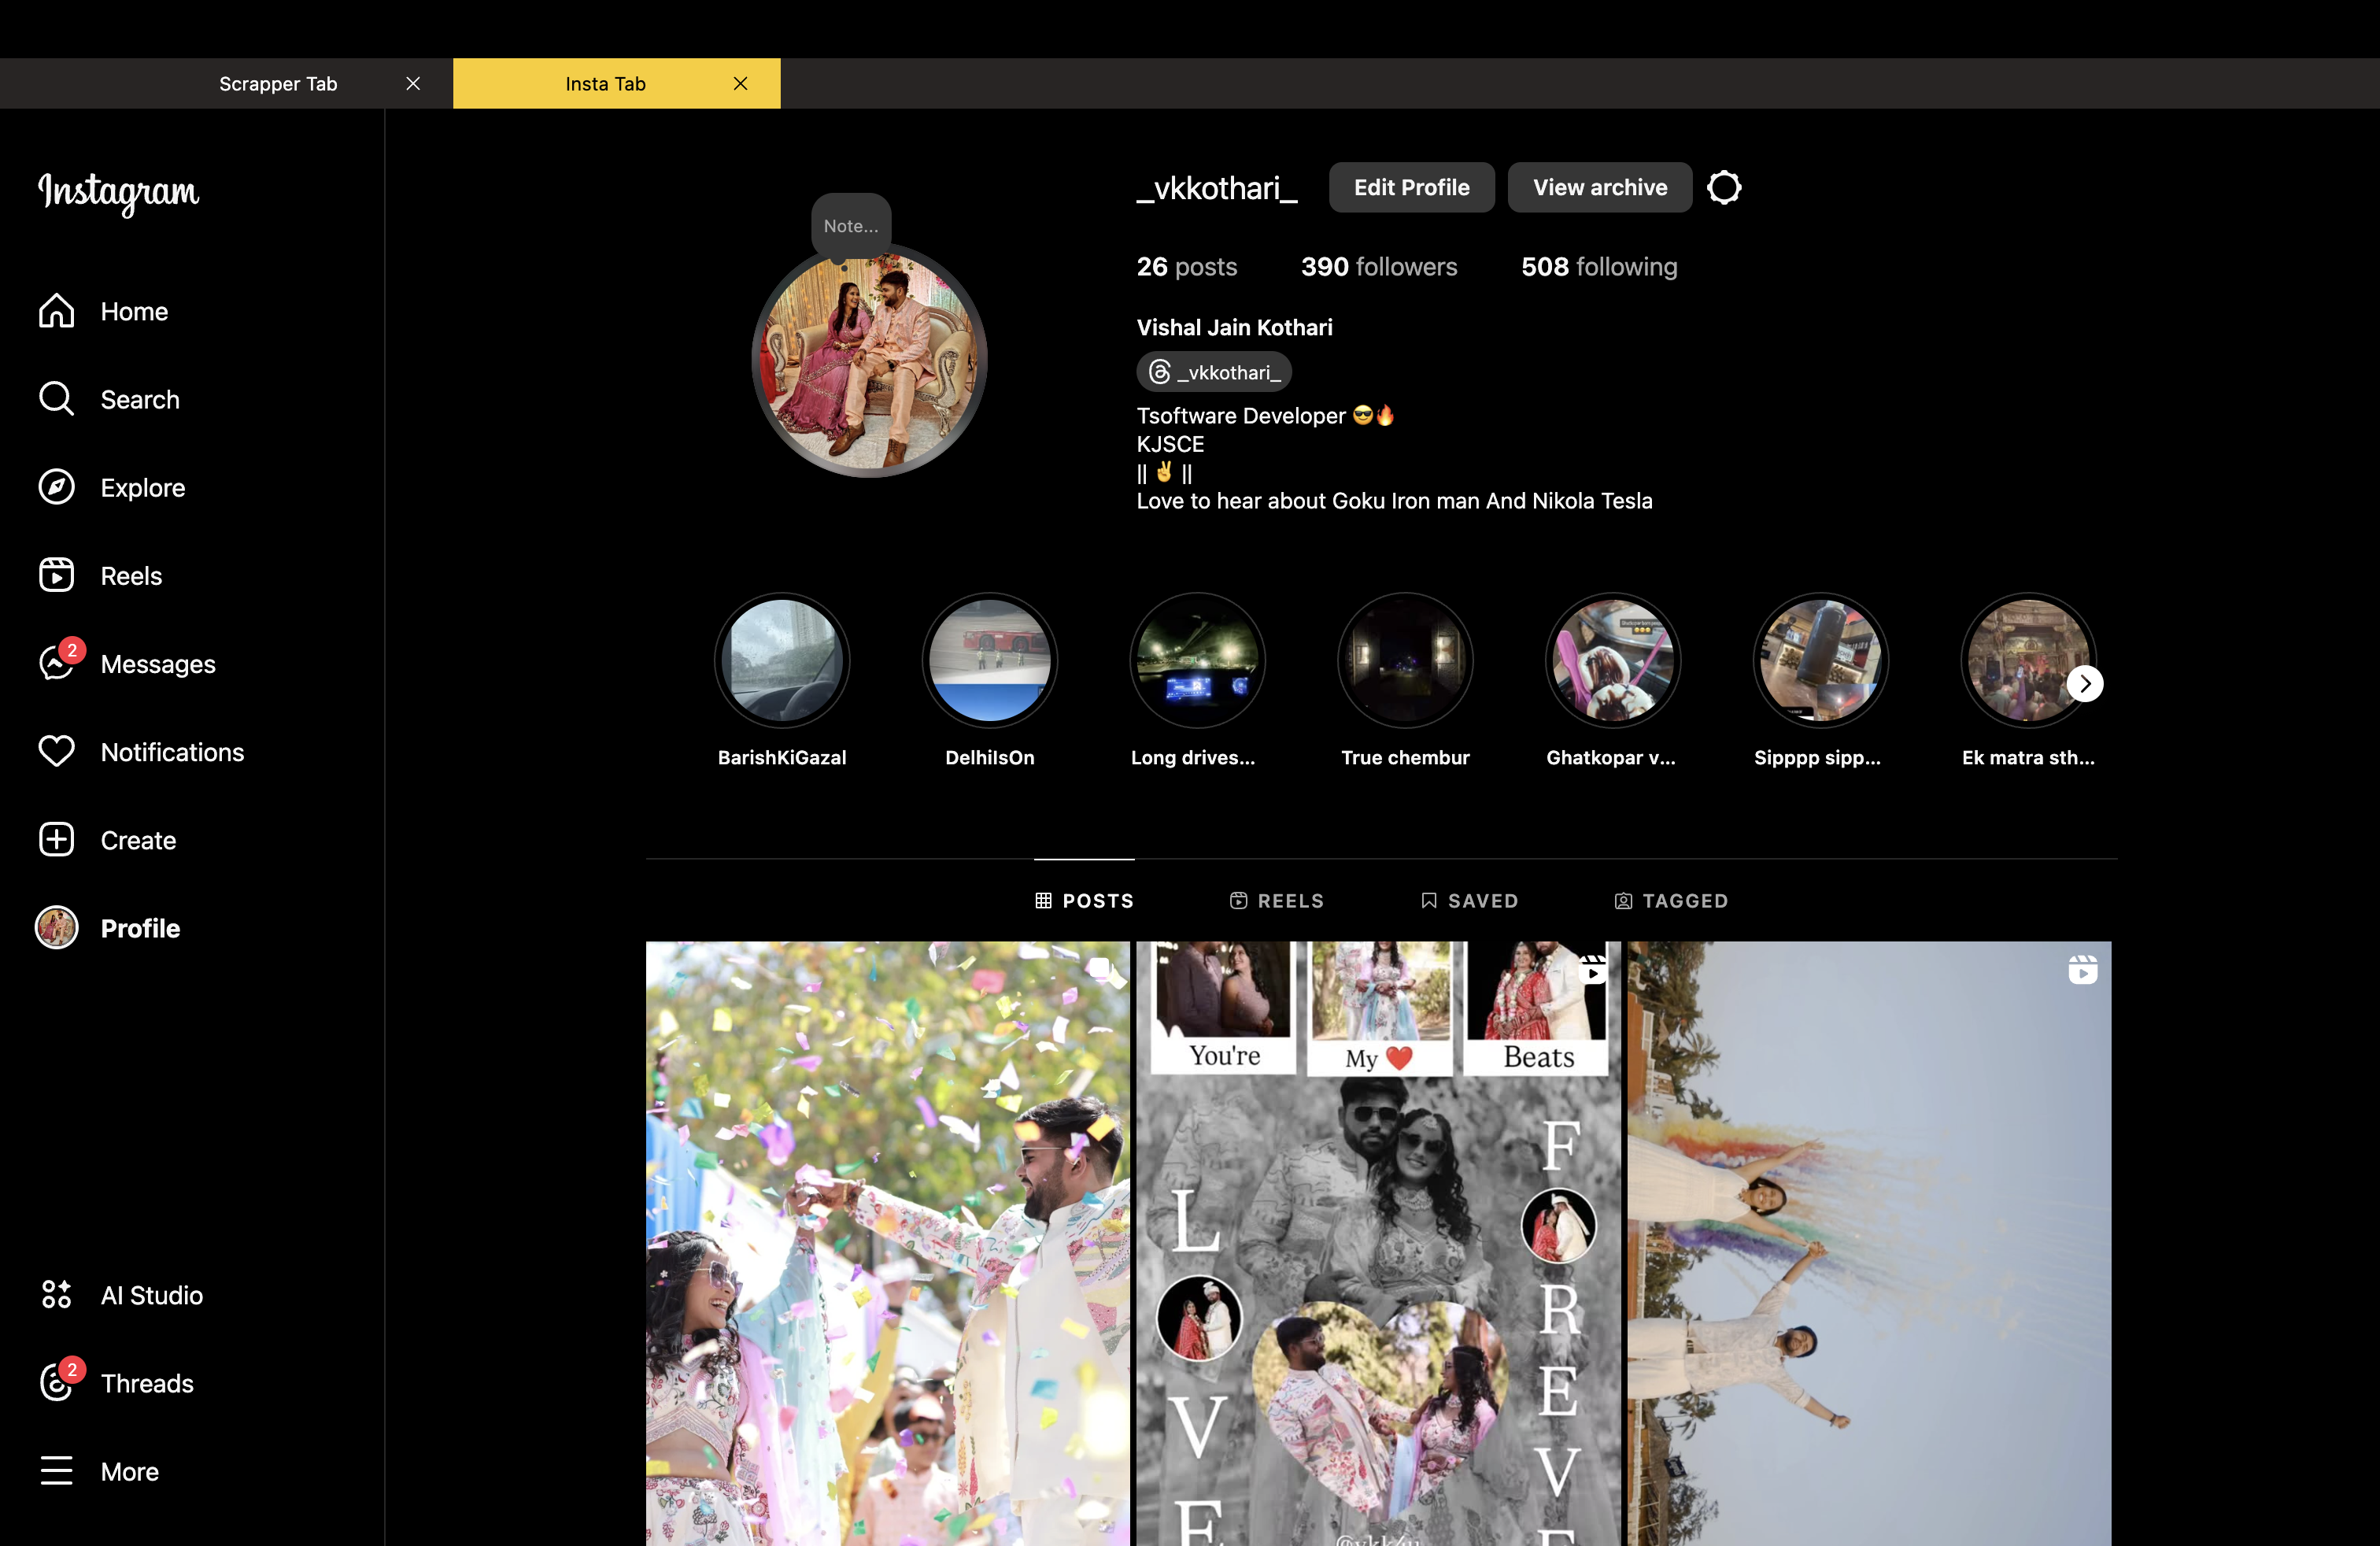 Scrapper Tab
Insta Tab
Instagram
Home
Search
Explore
Reels
2
Messages
Notifications
Create
Profile
AI Studio
2
Threads
More
Note...
_vkkothari_
Edit Profile
View archive
26 posts 390 followers 508 following
Vishal Jain Kothari
_vkkothari_
Tsoftware Developer 😎🔥
KJSCE
|| ✌️ ||
Love to hear about Goku Iron man And Nikola Tesla
BarishKiGazal
DelhiIsOn
Long drives...
True chembur
Ghatkopar v...
Sipppp sipp...
Ek matra sth...
POSTS
REELS
SAVED
TAGGED
You're
My ❤️
Beats
L
V
E
F
R
E
V
E